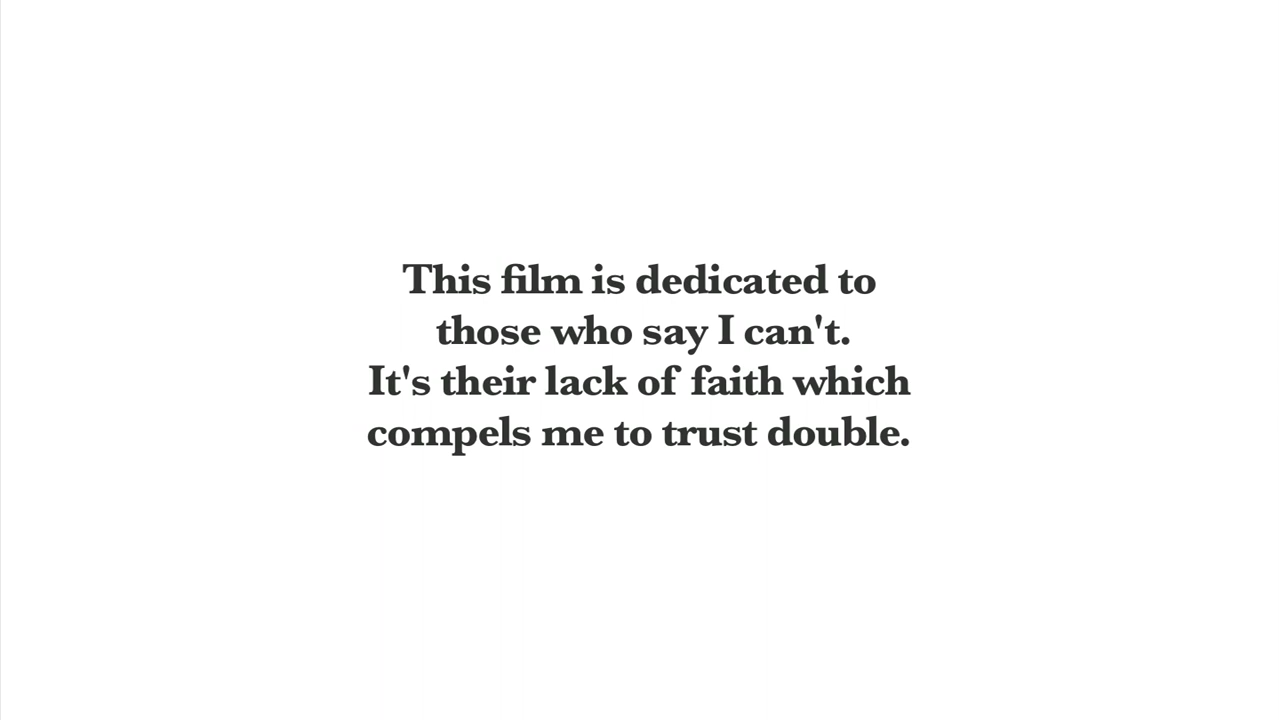 This film is dedicated to
those who say I can't.
It's their lack of faith which
compels me to trust double.